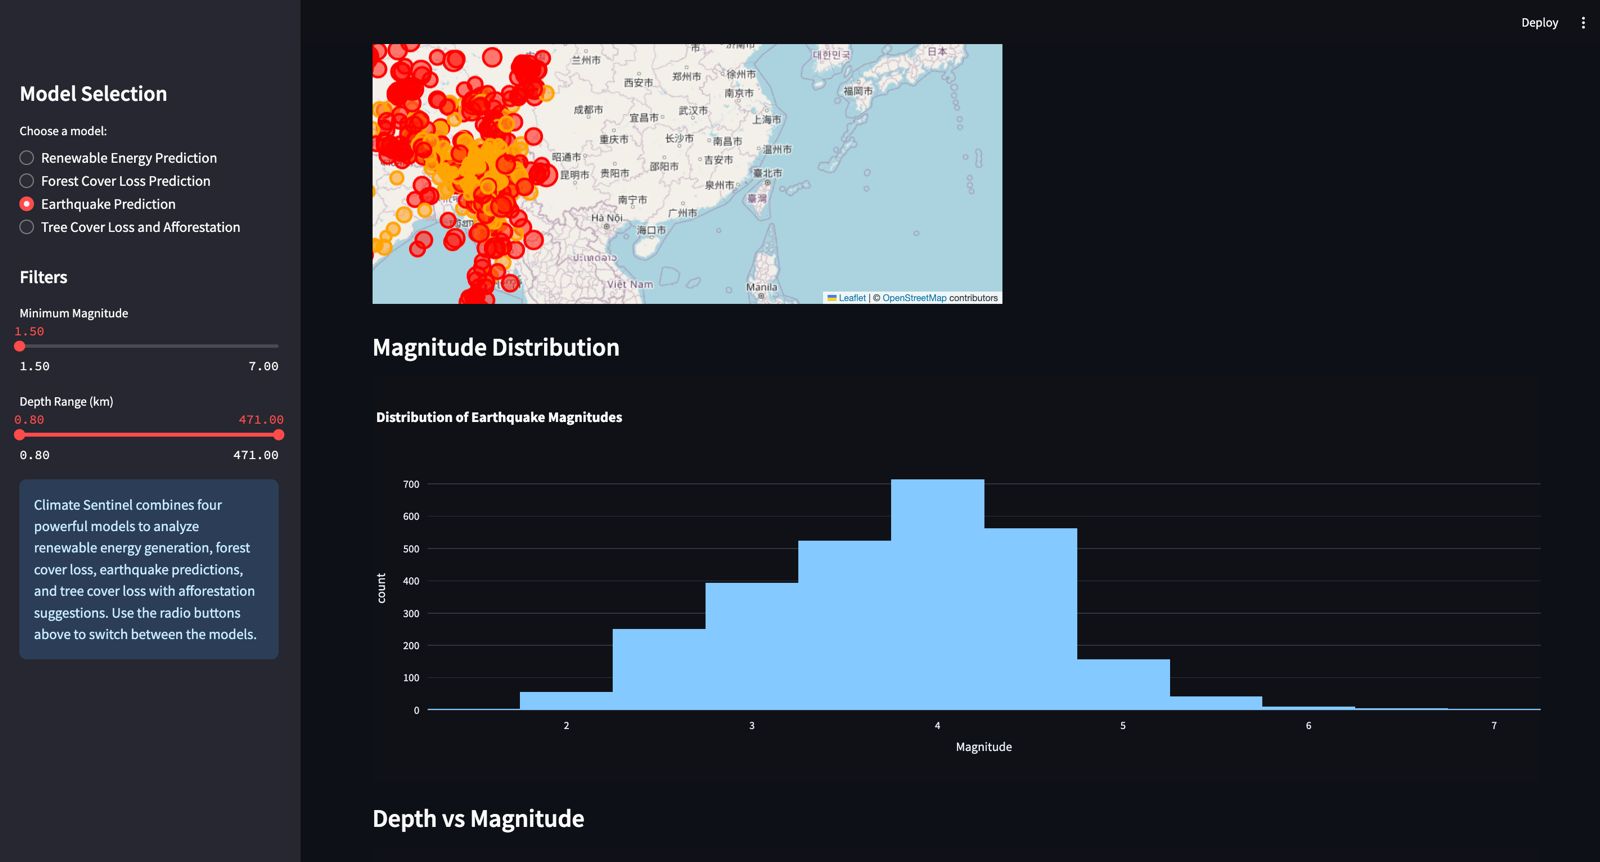 Deploy
Model Selection
Choose a model:
Renewable Energy Prediction
Forest Cover Loss Prediction
Earthquake Prediction
Tree Cover Loss and Afforestation
Filters
Minimum Magnitude
1.50
1.50 7.00
Depth Range (km)
0.80 471.00
0.80 471.00
Climate Sentinel combines four
powerful models to analyze
renewable energy generation, forest
cover loss, earthquake predictions,
and tree cover loss with afforestation
suggestions. Use the radio buttons
above to switch between the models.
대한민국
日本
兰州市
西安市
郑州市
徐州市
南京市
福岡市
成都市
宜昌市
武汉市
上海市
重庆市
长沙市
南昌市
温州市
昭通市
昆明市
贵阳市
邵阳市
吉安市
臺北市
泉州市
南宁市
广州市
臺灣
Hà Nội
海口市
ປະເທດລາວ
Việt Nam
Manila
Leaflet | © OpenStreetMap contributors
Magnitude Distribution
Distribution of Earthquake Magnitudes
700
600
500
400
300
200
100
0
count
2 3 4 5 6 7
Magnitude
Depth vs Magnitude